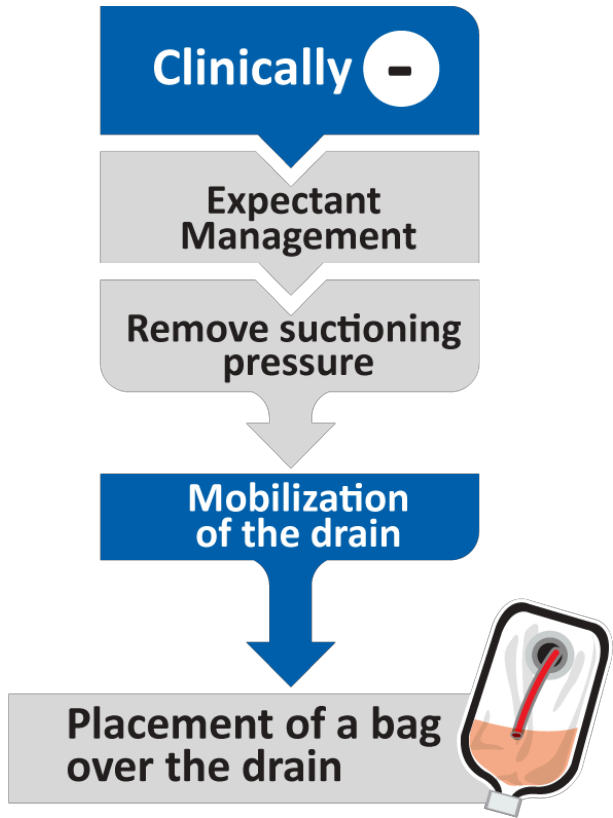 Clinically -
Expectant
Management
Remove suctioning
pressure
Mobilization
of the drain
Placement of a bag
over the drain